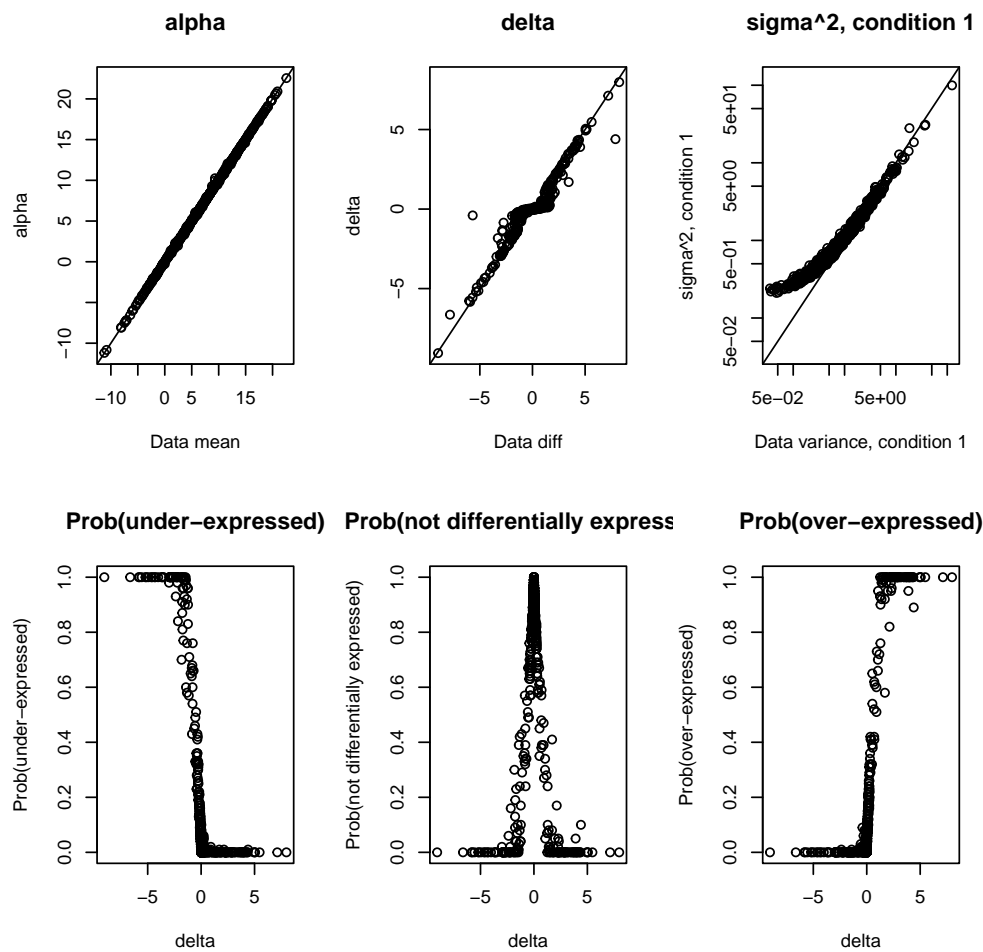 alpha
delta
sigma^2, condition 1
alpha
−10
0
5
10
15
20
−10
0
5
15
Data mean
delta
−5
0
5
−5
0
5
Data diff
sigma^2, condition 1
5e−02
5e−01
5e+00
5e+01
5e−02
5e+00
Data variance, condition 1
Prob(under−expressed)
Prob(not differentially express
Prob(over−expressed)
Prob(under−expressed)
0.0
0.2
0.4
0.6
0.8
1.0
−5
0
5
delta
Prob(not differentially expressed)
0.0
0.2
0.4
0.6
0.8
1.0
−5
0
5
delta
Prob(over−expressed)
0.0
0.2
0.4
0.6
0.8
1.0
−5
0
5
delta